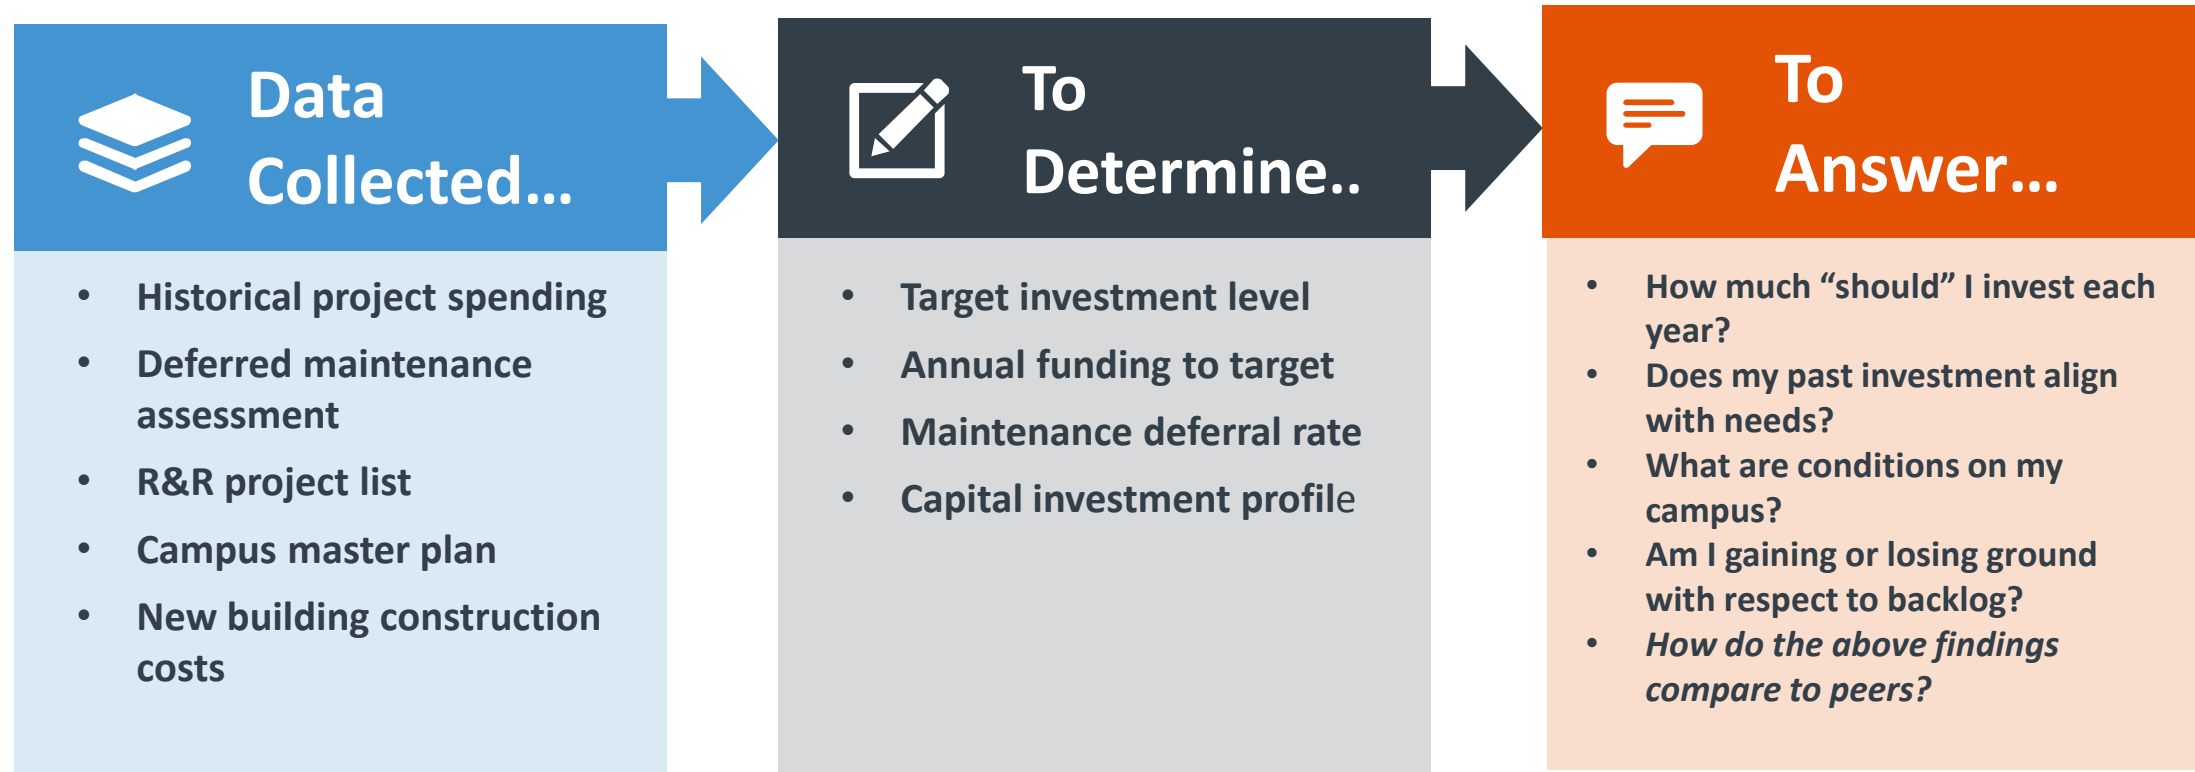 Data
Collected...
• Historical project spending
• Deferred maintenance
assessment
• R&R project list
• Campus master plan
• New building construction
costs
To
Determine..
• Target investment level
• Annual funding to target
• Maintenance deferral rate
• Capital investment profile
To
Answer...
• How much “should” I invest each
year?
• Does my past investment align
with needs?
• What are conditions on my
campus?
• Am I gaining or losing ground
with respect to backlog?
• How do the above findings
compare to peers?